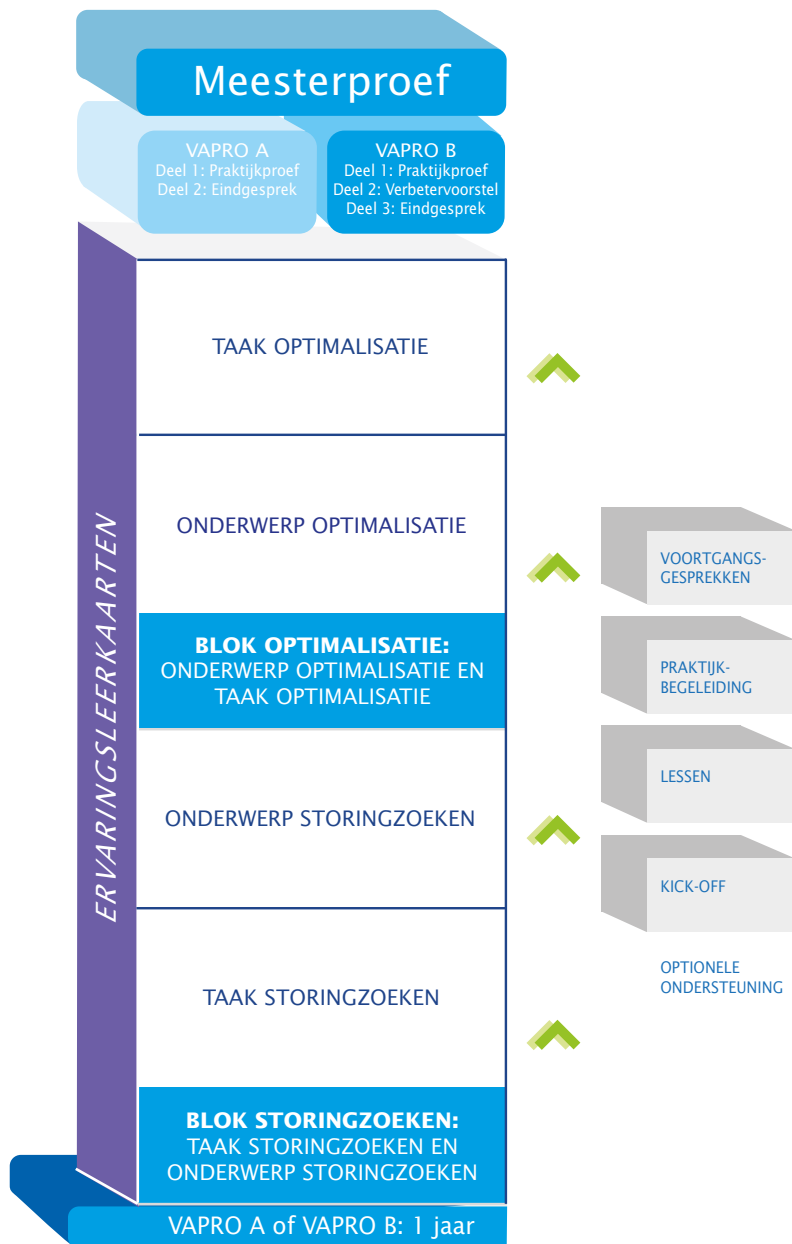 Meesterproef
VAPRO A
Deel 1: Praktijkproef
Deel 2: Eindgesprek
VAPRO B
Deel 1: Praktijkproef
Deel 2: Verbetervoorstel
Deel 3: Eindgesprek
ERVARINGSLEERKAARTEN
TAAK OPTIMALISATIE
ONDERWERP OPTIMALISATIE
BLOK OPTIMALISATIE:
ONDERWERP OPTIMALISATIE EN
TAAK OPTIMALISATIE
ONDERWERP STORINGZOEKEN
TAAK STORINGZOEKEN
BLOK STORINGZOEKEN:
TAAK STORINGZOEKEN EN
ONDERWERP STORINGZOEKEN
VAPRO A of VAPRO B: 1 jaar
VOORTGANGS-
GESPREKKEN
PRAKTIJK-
BEGELEIDING
LESSEN
KICK-OFF
OPTIONELE
ONDERSTEUNING